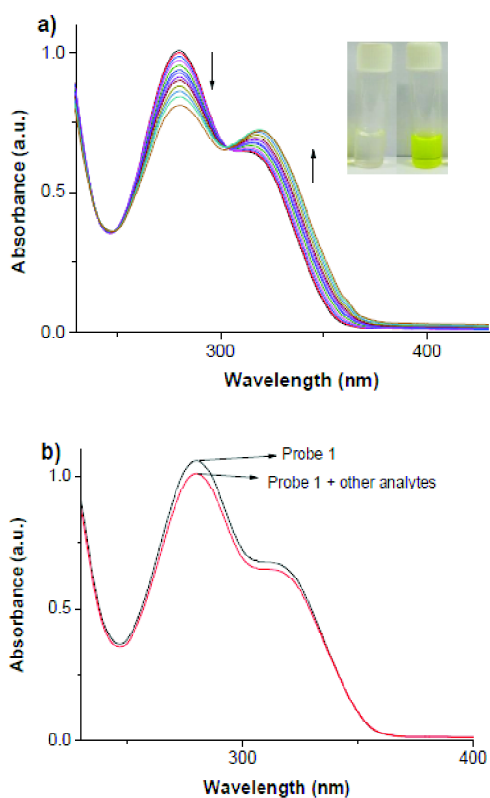 a)
1.0
0.5
0.0
Absorbance (a.u.)
300
400
Wavelength (nm)
b)
Probe 1
Probe 1 + other analytes
1.0
0.5
0.0
Absorbance (a.u.)
300
400
Wavelength (nm)